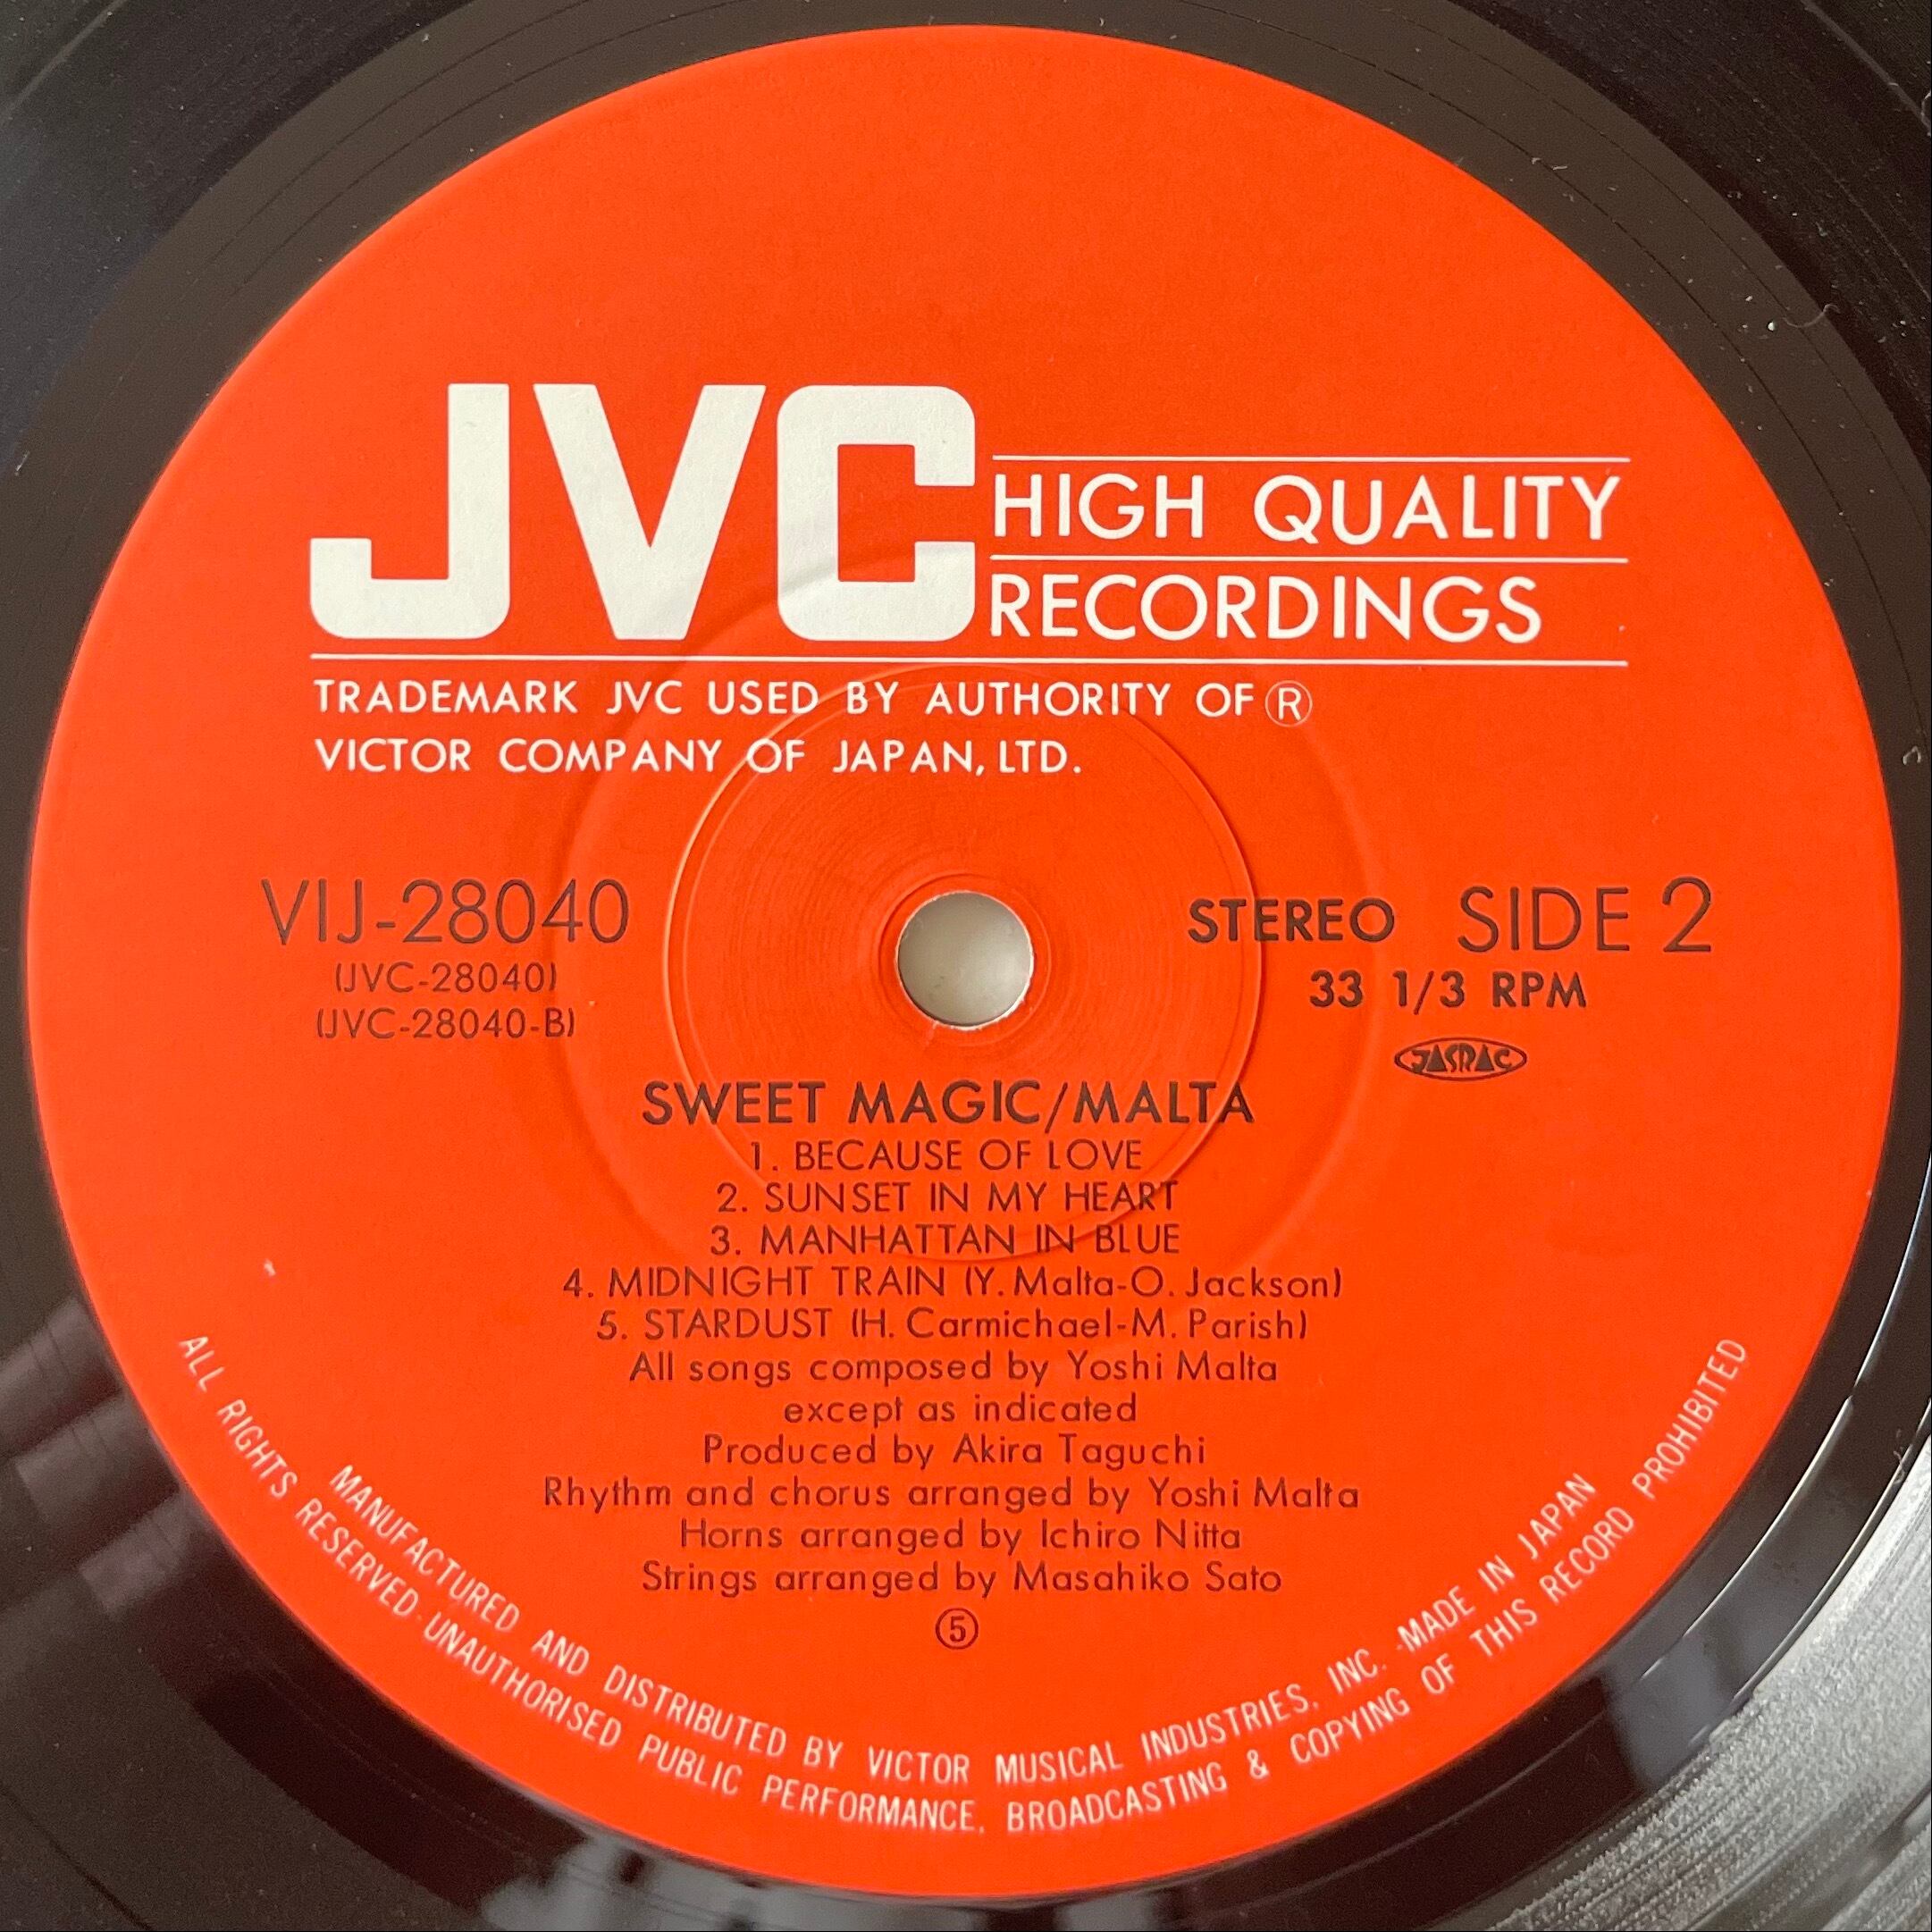 JVC
HIGH QUALITY
RECORDINGS
TRADEMARK JVC USED BY AUTHORITY OF Ⓡ
VICTOR COMPANY OF JAPAN, LTD.
VIJ-28040
(JVC-28040)
(JVC-28040-B)
STEREO SIDE 2
33 1/3 RPM
JASRAC
SWEET MAGIC/MALTA
1. BECAUSE OF LOVE
2. SUNSET IN MY HEART
3. MANHATTAN IN BLUE
4. MIDNIGHT TRAIN (Y. Malta-O. Jackson)
5. STARDUST (H. Carmichael-M. Parish)
All songs composed by Yoshi Malta
except as indicated
Produced by Akira Taguchi
Rhythm and chorus arranged by Yoshi Malta
Horns arranged by Ichiro Nitta
Strings arranged by Masahiko Sato
⑤
MANUFACTURED AND DISTRIBUTED BY VICTOR MUSICAL INDUSTRIES, INC. · MADE IN JAPAN
ALL RIGHTS RESERVED · UNAUTHORISED PUBLIC PERFORMANCE, BROADCASTING & COPYING OF THIS RECORD PROHIBITED